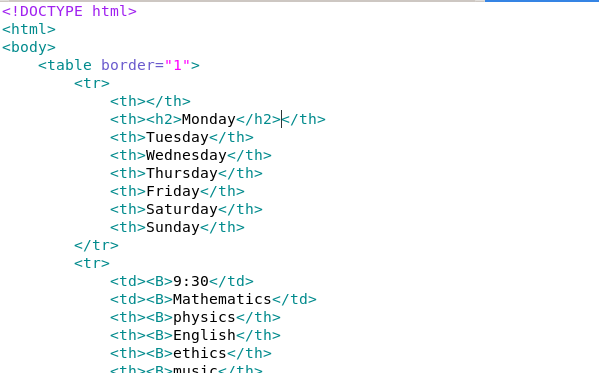 <!DOCTYPE html>
<html>
<body>
<table border="1">
<tr>
<th></th>
<th><h2>Monday</h2></th>
<th>Tuesday</th>
<th>Wednesday</th>
<th>Thursday</th>
<th>Friday</th>
<th>Saturday</th>
<th>Sunday</th>
</tr>
<tr>
<td><B>9:30</td>
<td><B>Mathematics</td>
<th><B>physics</th>
<th><B>English</th>
<th><B>ethics</th>
<th><B>music</th>